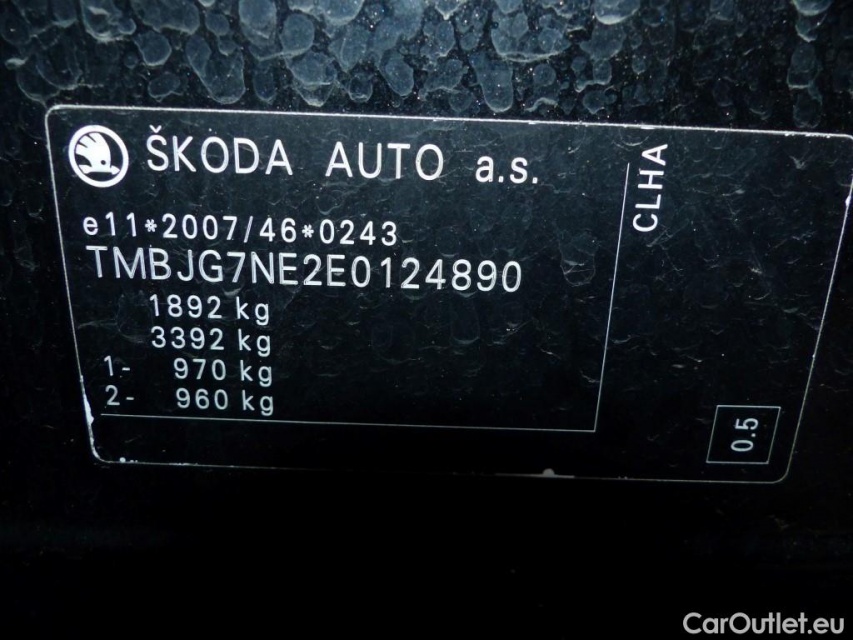 ŠKODA AUTO a.s.
CLHA
e11*2007/46*0243
TMBJG7NE2E0124890
1892 kg
3392 kg
1- 970 kg
2- 960 kg
0.5
CarOutlet.eu